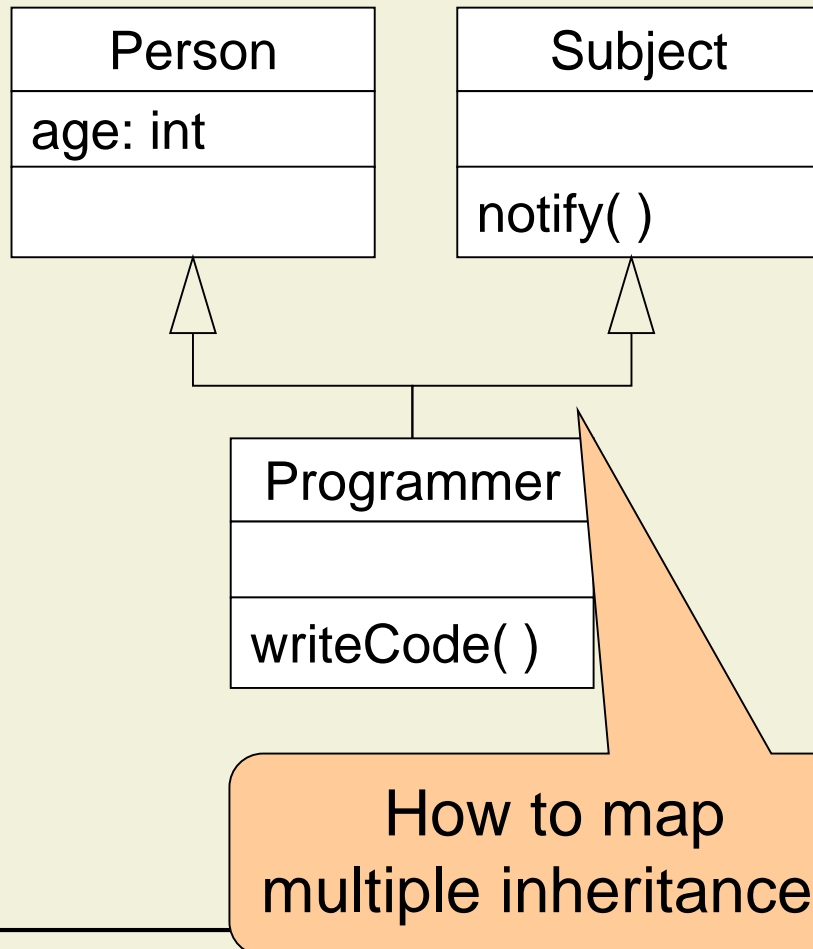 Person
age: int
Subject
notify( )
Programmer
writeCode( )
How to map
multiple inheritance